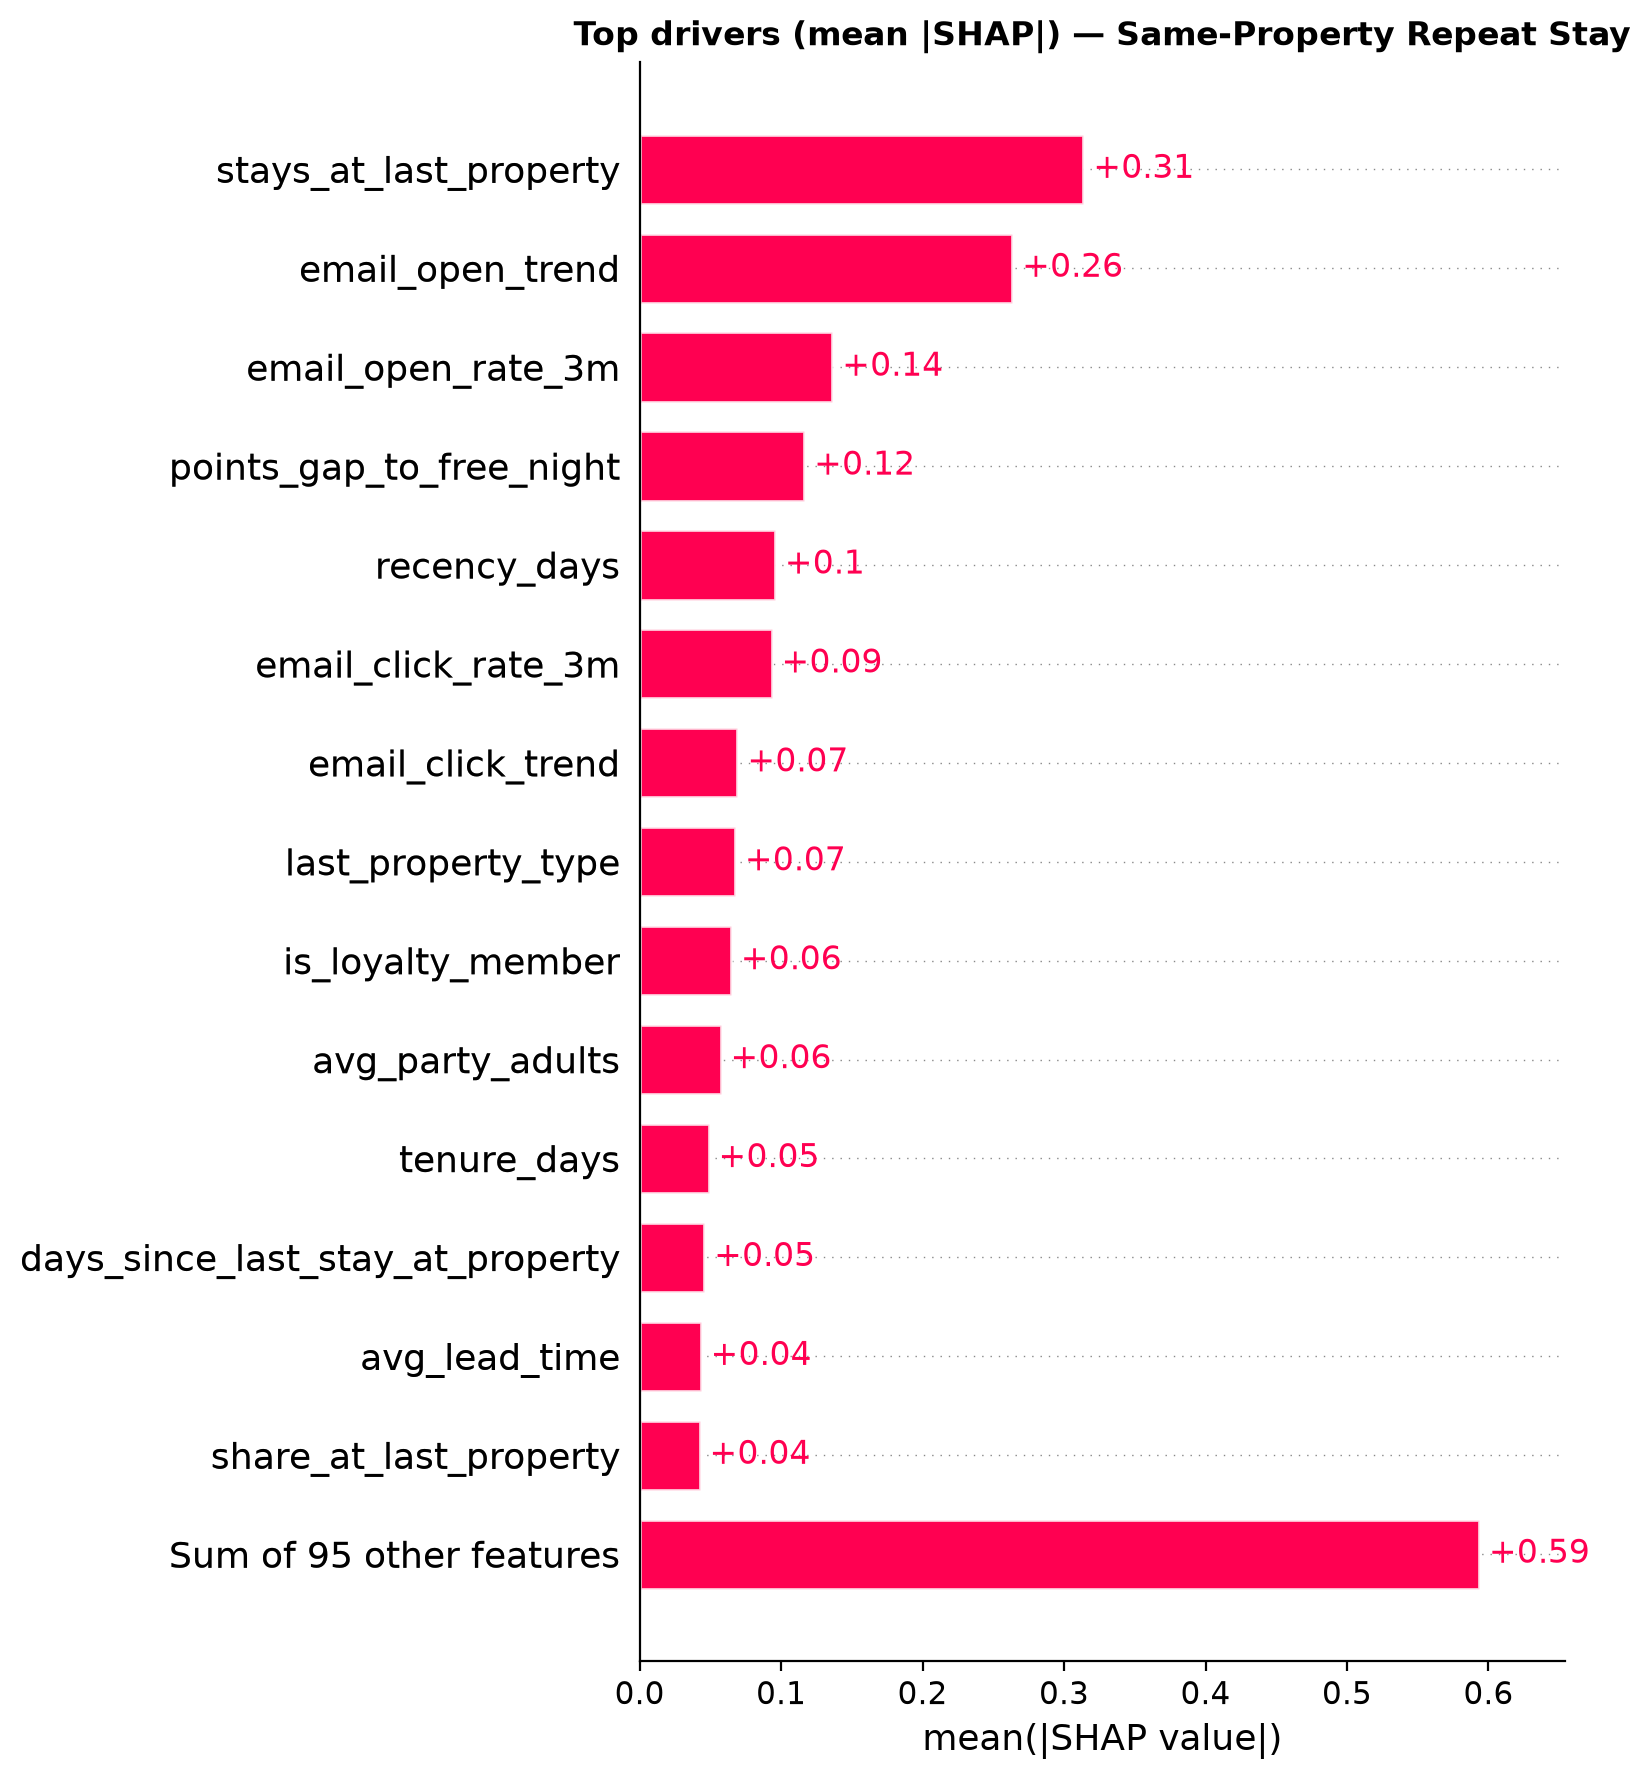 Top drivers (mean |SHAP|) — Same-Property Repeat Stay
stays_at_last_property +0.31
email_open_trend +0.26
email_open_rate_3m +0.14
points_gap_to_free_night +0.12
recency_days +0.1
email_click_rate_3m +0.09
email_click_trend +0.07
last_property_type +0.07
is_loyalty_member +0.06
avg_party_adults +0.06
tenure_days +0.05
days_since_last_stay_at_property +0.05
avg_lead_time +0.04
share_at_last_property +0.04
Sum of 95 other features +0.59
0.0 0.1 0.2 0.3 0.4 0.5 0.6
mean(|SHAP value|)